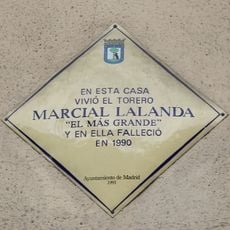 EN ESTA CASA
VIVIÓ EL TORERO
MARCIAL LALANDA
"EL MÁS GRANDE"
Y EN ELLA FALLECIÓ
EN 1990
Ayuntamiento de Madrid
1991